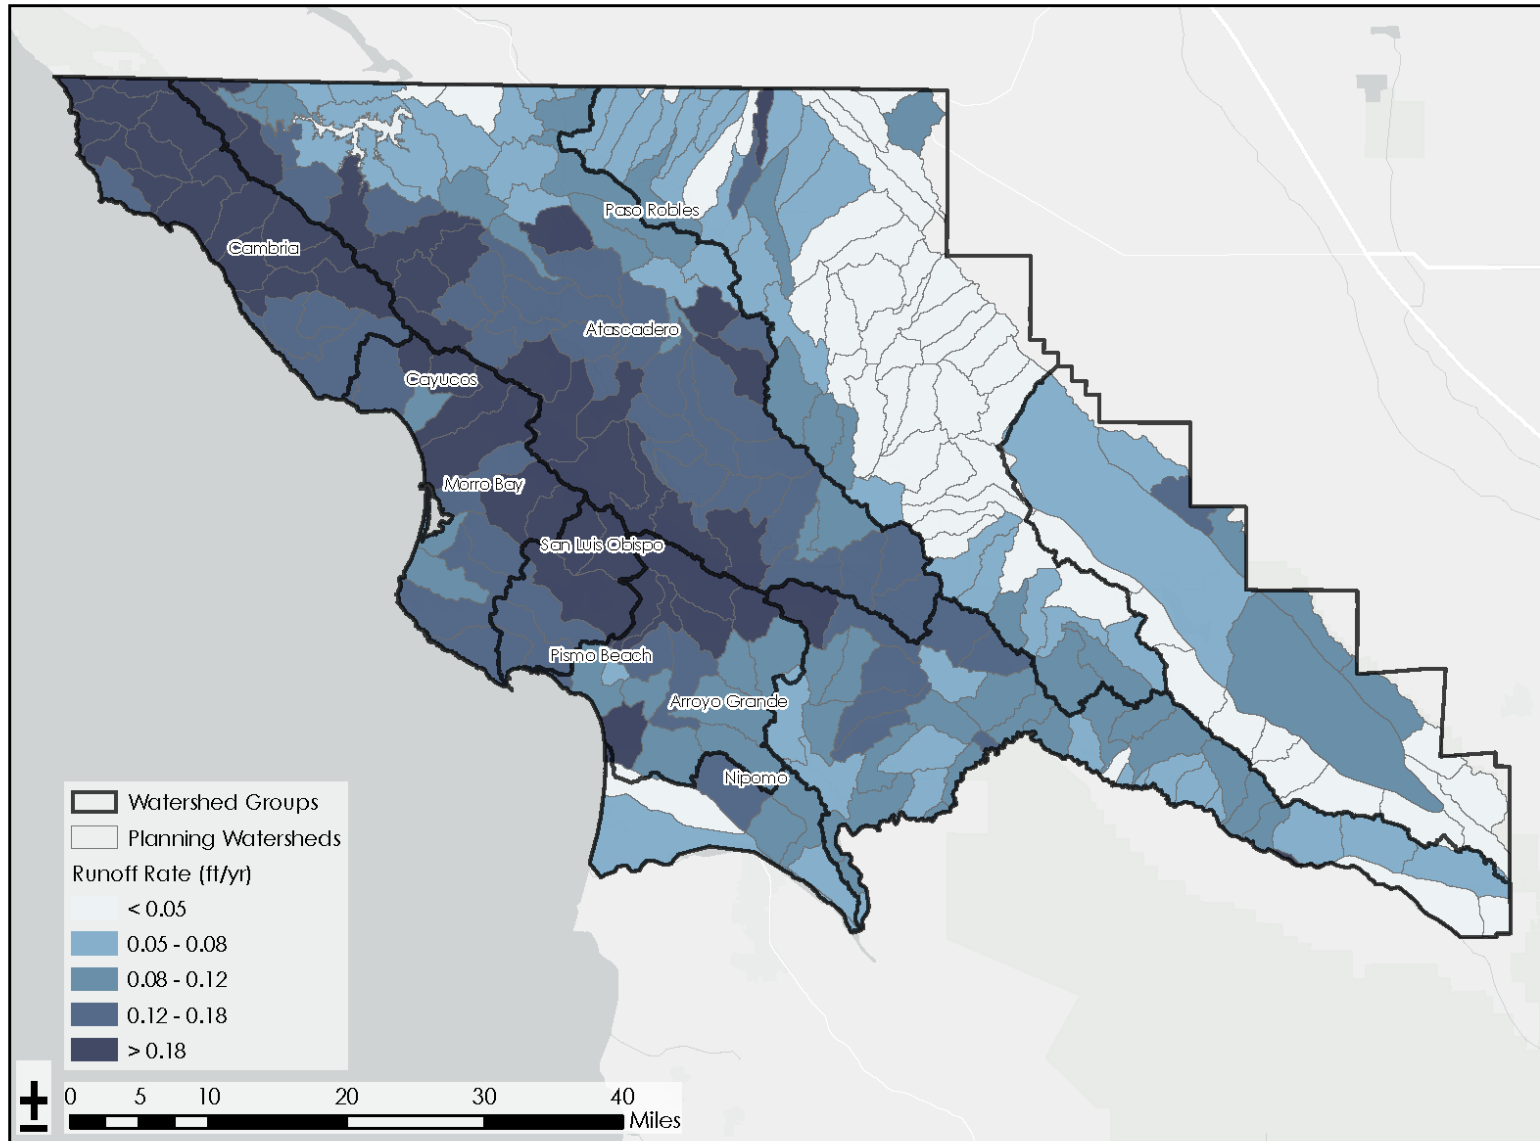 Paso Robles
Cambria
Atascadero
Cayucos
Morro Bay
San Luis Obispo
Pismo Beach
Arroyo Grande
Nipomo
Watershed Groups
Planning Watersheds
Runoff Rate (ft/yr)
< 0.05
0.05 - 0.08
0.08 - 0.12
0.12 - 0.18
> 0.18
0 5 10 20 30 40
Miles